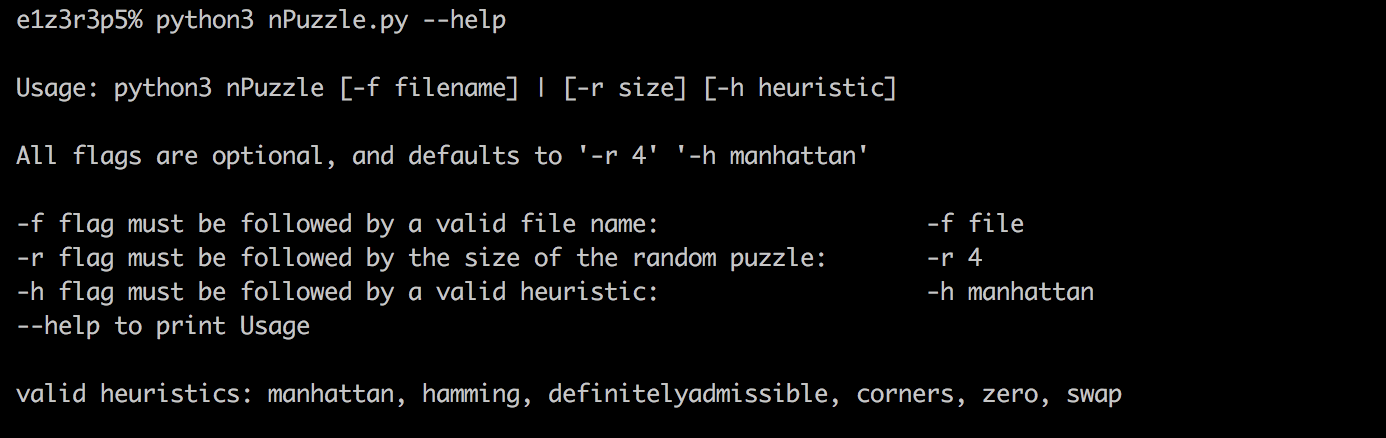 e1z3r3p5% python3 nPuzzle.py --help
Usage: python3 nPuzzle [-f filename] | [-r size] [-h heuristic]
All flags are optional, and defaults to '-r 4' '-h manhattan'
-f flag must be followed by a valid file name: -f file
-r flag must be followed by the size of the random puzzle: -r 4
-h flag must be followed by a valid heuristic: -h manhattan
--help to print Usage
valid heuristics: manhattan, hamming, definitelyadmissible, corners, zero, swap